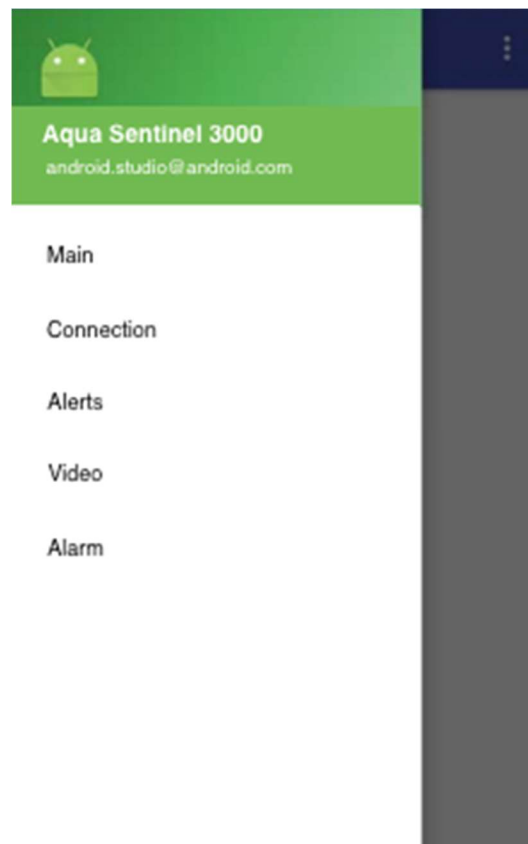 Aqua Sentinel 3000
android.studio@android.com
Main
Connection
Alerts
Video
Alarm